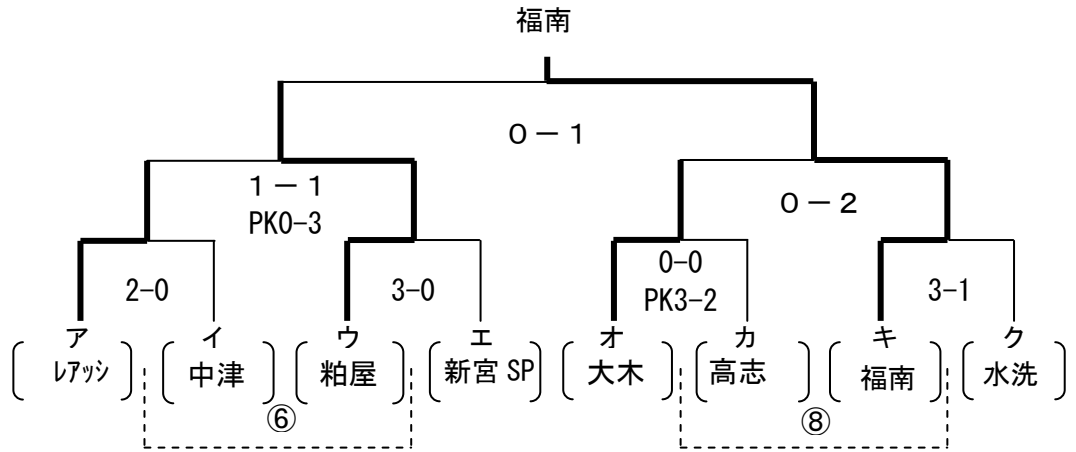 福南
0－1
1－1
PK0-3
0－2
2-0
3-0
0-0
PK3-2
3-1
ア イ ウ エ オ カ キ ク
ﾚｱｯｼ 中津 粕屋 新宮 SP 大木 高志 福南 水洗
⑥ ⑧